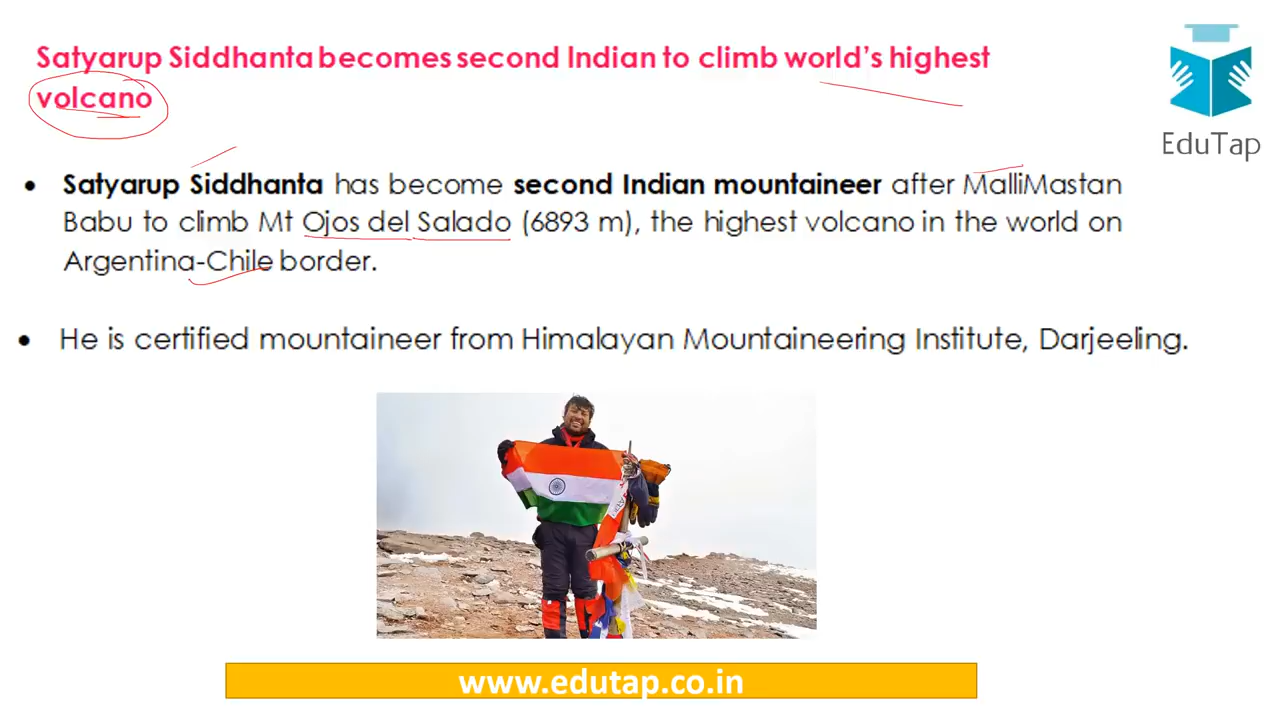 Satyarup Siddhanta becomes second Indian to climb world's highest
volcano
EduTap
• Satyarup Siddhanta has become second Indian mountaineer after MalliMastan
Babu to climb Mt Ojos del Salado (6893 m), the highest volcano in the world on
Argentina-Chile border.
• He is certified mountaineer from Himalayan Mountaineering Institute, Darjeeling.
www.edutap.co.in